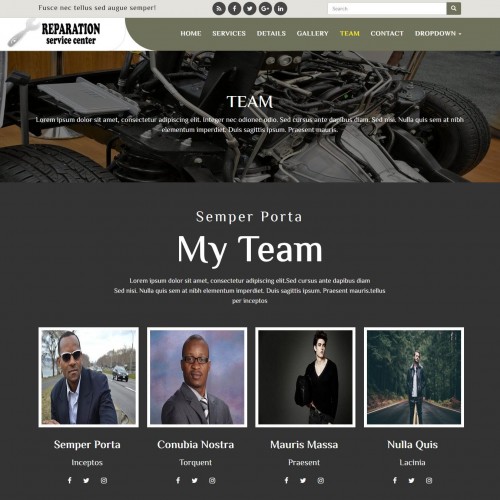 Fusce nec tellus sed augue semper!
Search
REPARATION
service center
HOME SERVICES DETAILS GALLERY TEAM CONTACT DROPDOWN
TEAM
Lorem ipsum dolor sit amet, consectetur adipiscing elit. Integer nec odionec odio. Sed cursus ante dapibus diam. Sed nisi. Nulla quis sem at nibh
elementum imperdiet. Duis sagittis ipsum. Praesent mauris.
Semper Porta
My Team
Lorem ipsum dolor sit amet, consectetur adipiscing elit.Sed cursus ante dapibus diam
Sed nisi. Nulla quis sem at nibh elementum imperdiet. Duis sagittis ipsum. Praesent mauris.tellus
per inceptos
Semper Porta
Inceptos
Conubia Nostra
Torquent
Mauris Massa
Praesent
Nulla Quis
Lacinia